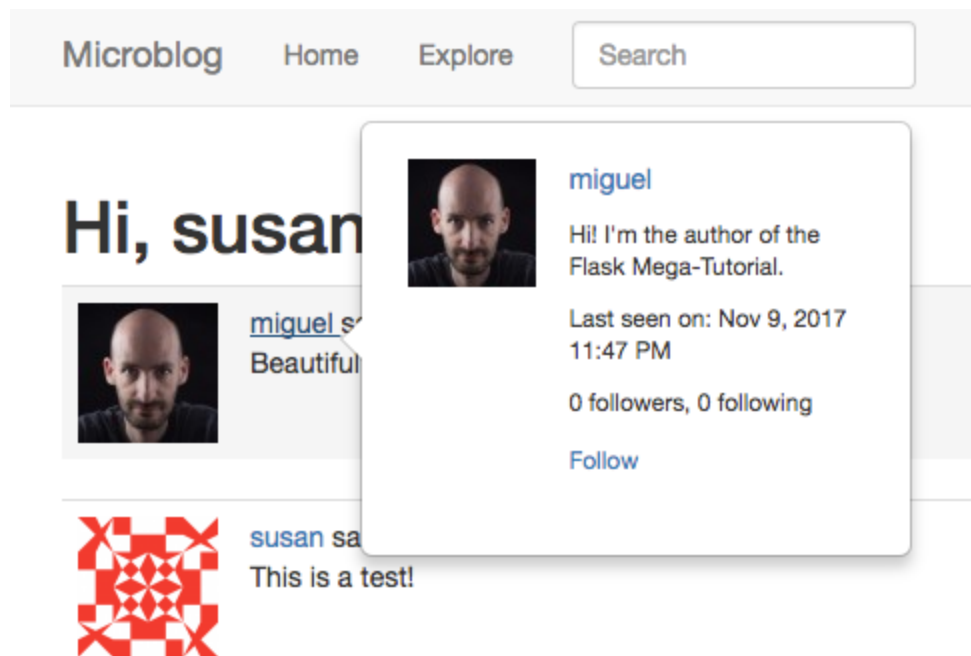 Microblog Home Explore Search
Hi, susan
miguel
Beautiful
miguel
Hi! I'm the author of the
Flask Mega-Tutorial.
Last seen on: Nov 9, 2017
11:47 PM
0 followers, 0 following
Follow
susan sa
This is a test!